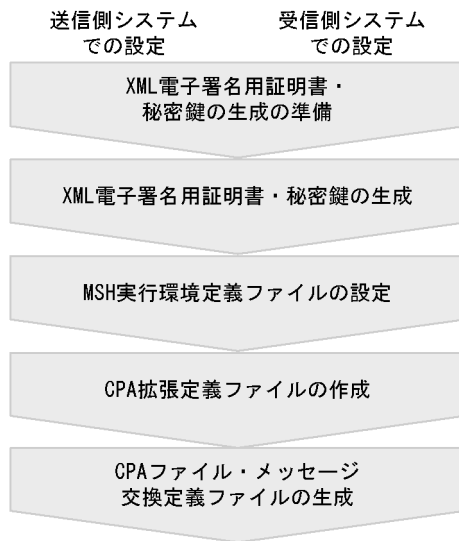 送信側システム
での設定
受信側システム
での設定
XML電子署名用証明書・
秘密鍵の生成の準備
XML電子署名用証明書・秘密鍵の生成
MSH実行環境定義ファイルの設定
CPA拡張定義ファイルの作成
CPAファイル・メッセージ
交換定義ファイルの生成